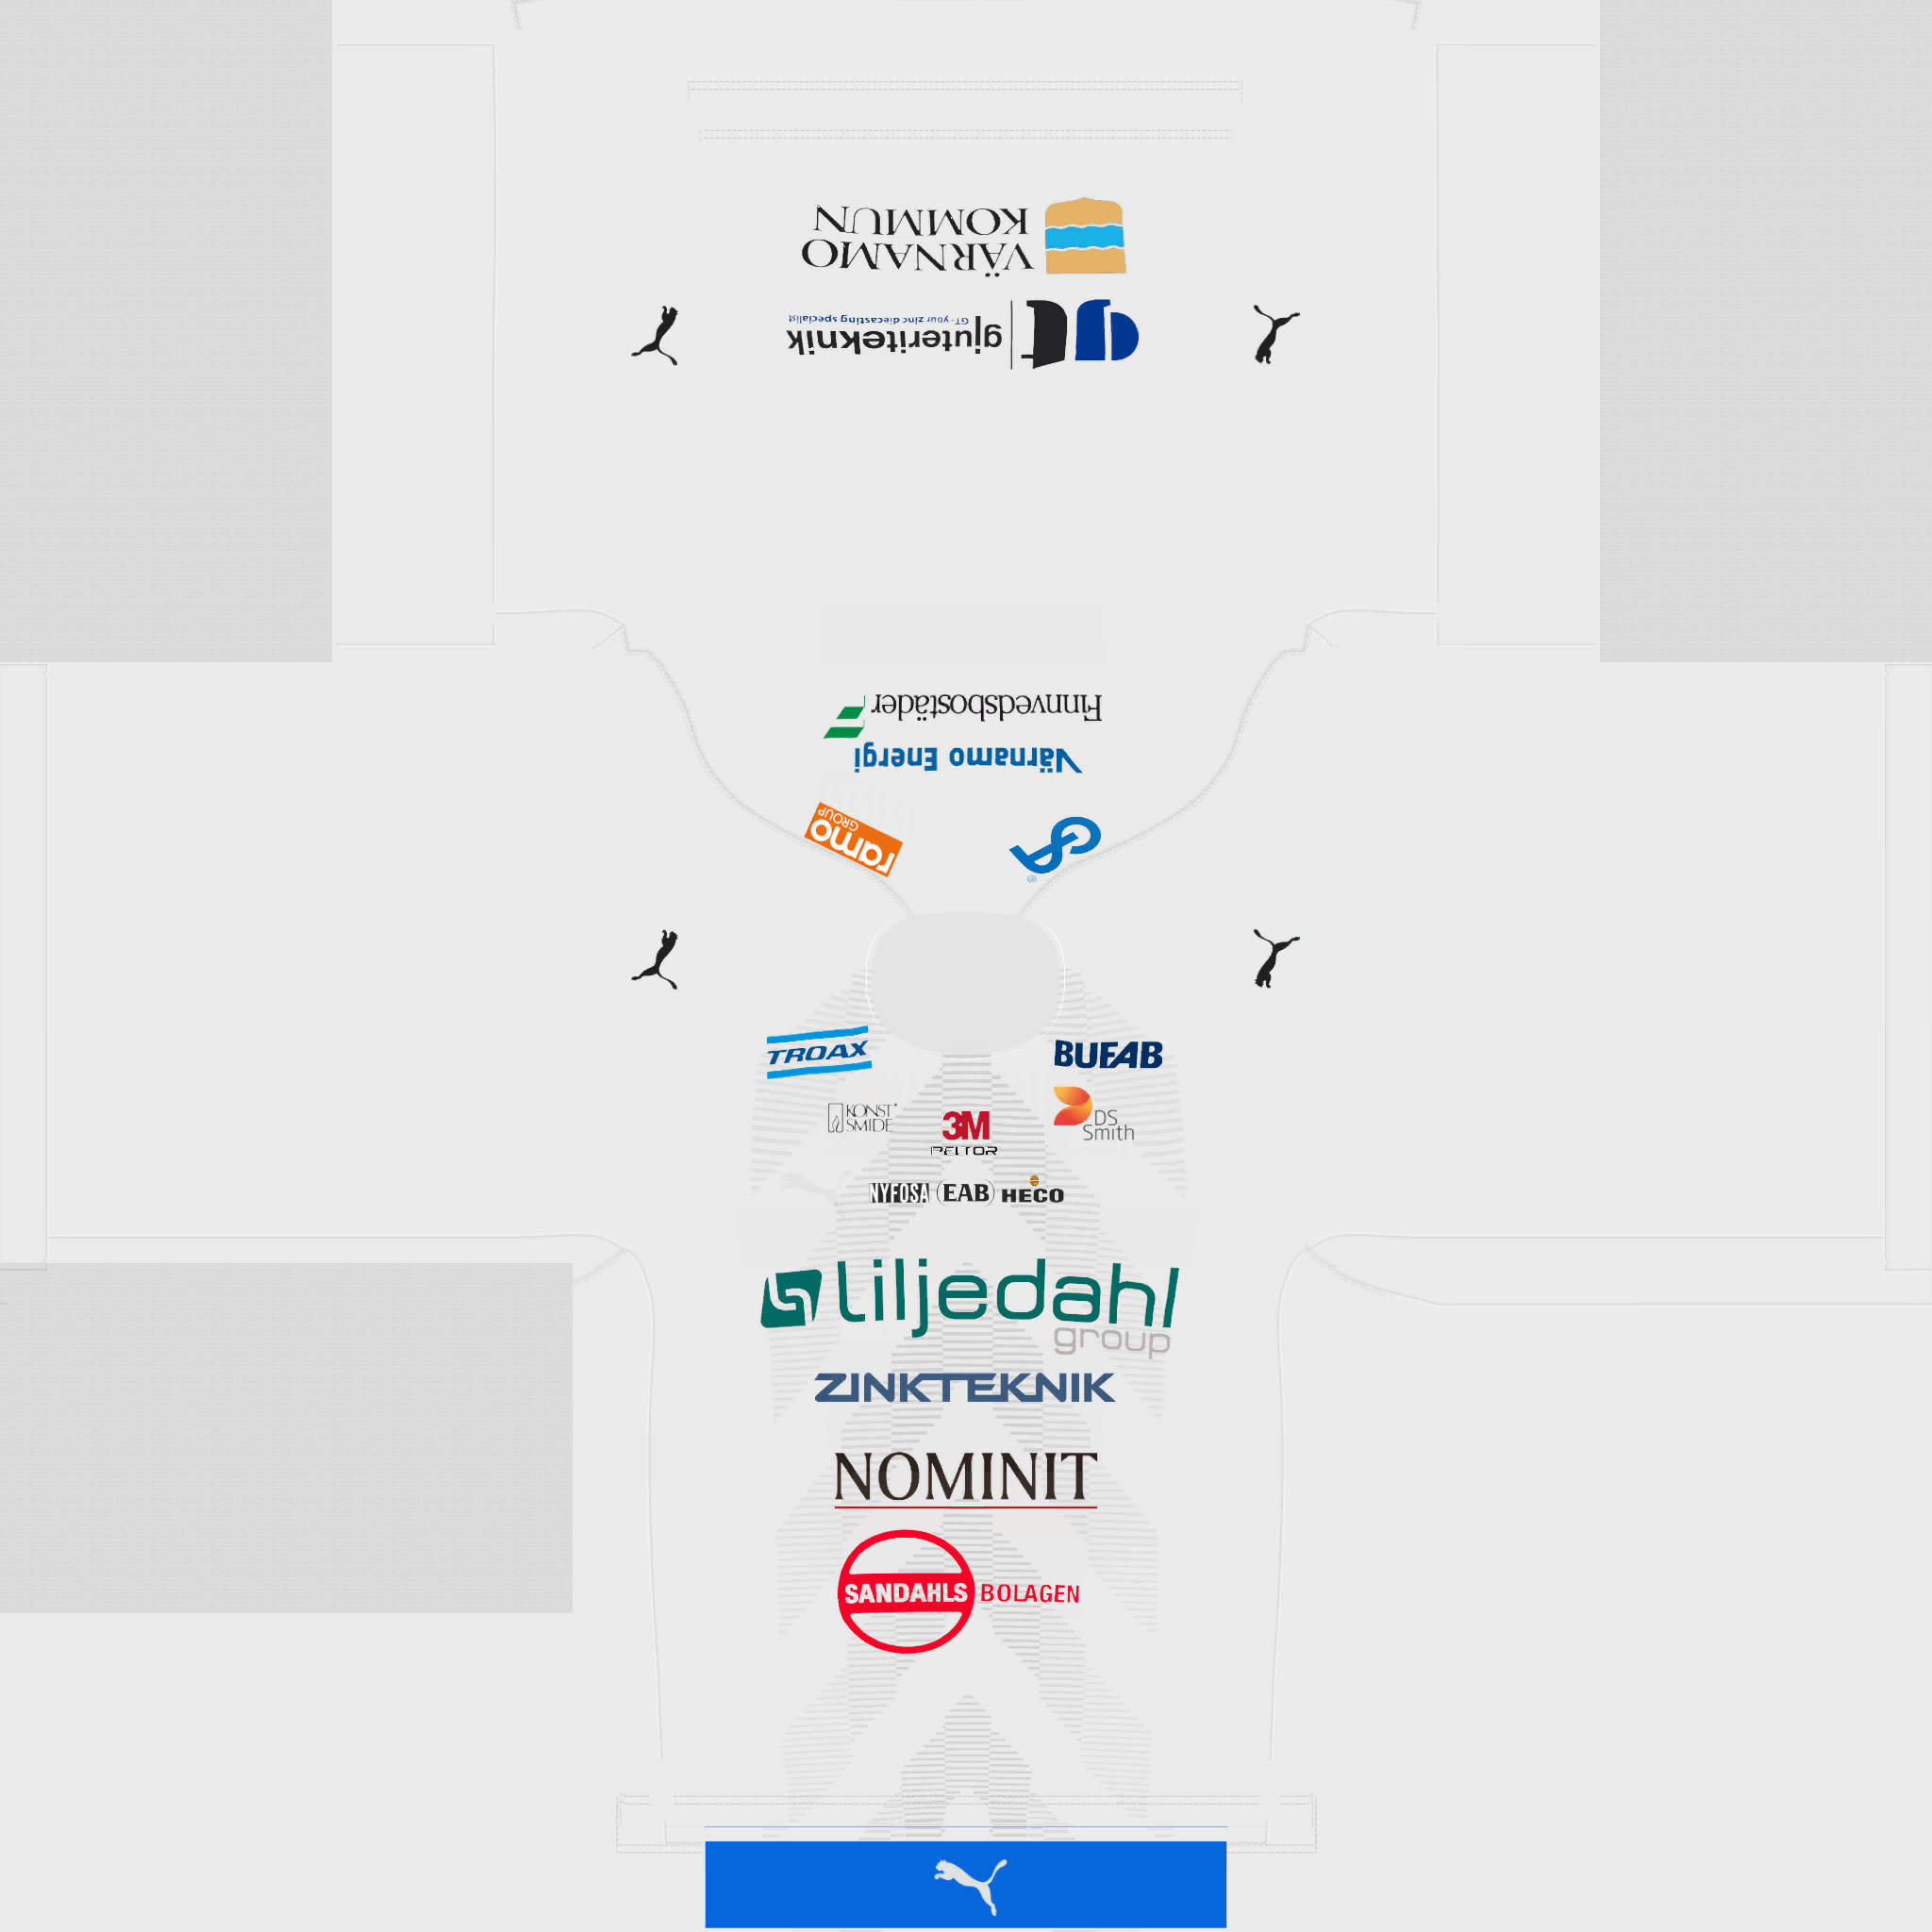 VÄRNAMO
KOMMUN
gjuteriteknik
GT- your zinc diecasting specialist
Finnvedsbostäder
Värnamo Energi
ramo
GROUP
®
TROAX
BUFAB
KONST
SMIDE
3M
PELTOR
DS
Smith
NYFOSA
EAB
HECO
Liljedahl
group
ZINKTEKNIK
NOMINIT
SANDAHLS BOLAGEN